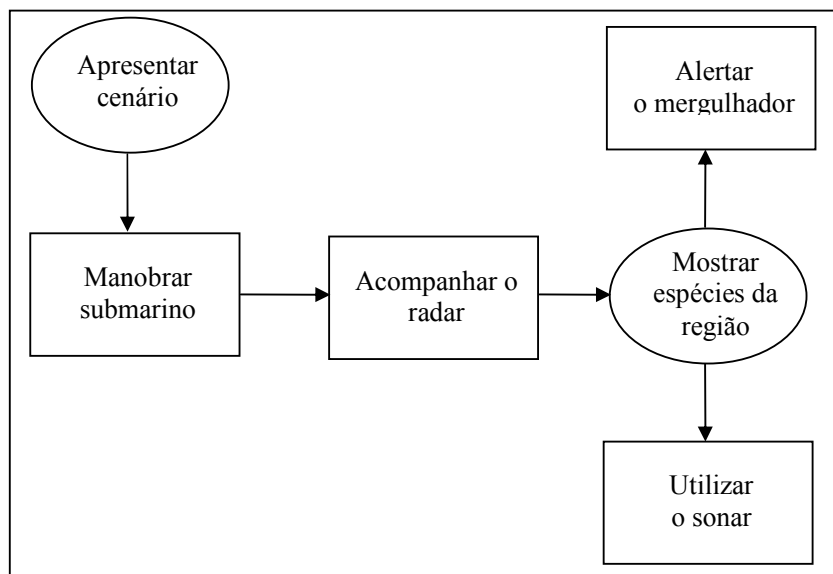 Apresentar
cenário
Manobrar
submarino
Acompanhar o
radar
Mostrar
espécies da
região
Alertar
o mergulhador
Utilizar
o sonar